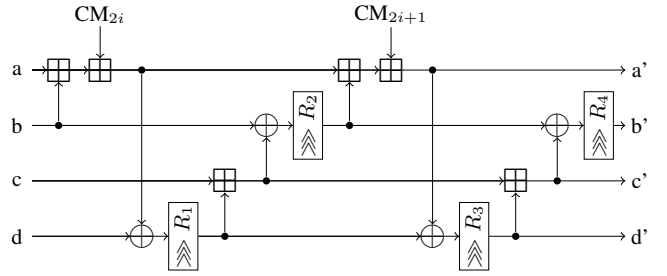 CM₂ᵢ CM₂ᵢ₊₁
a a'
R₂ R₄
b b'
c c'
R₁ R₃
d d'